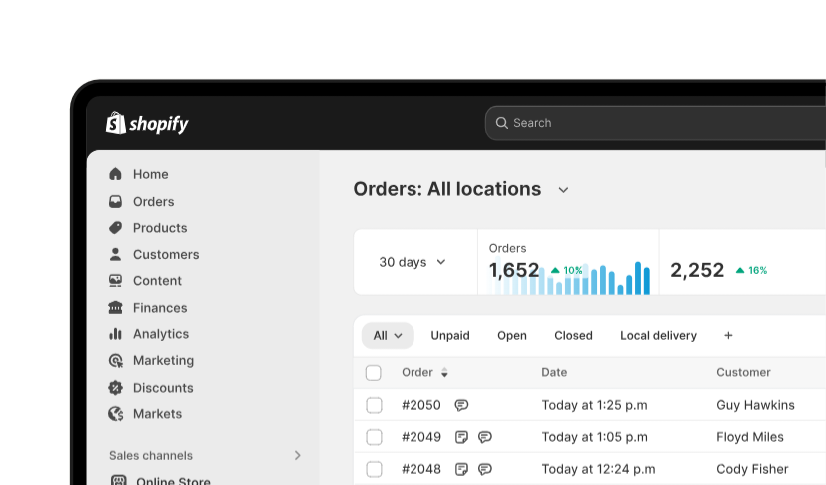 shopify
Search
Home
Orders
Products
Customers
Content
Finances
Analytics
Marketing
Discounts
Markets
Sales channels
Online Store
Orders: All locations
30 days
Orders
1,652 10%
2,252 16%
All Unpaid Open Closed Local delivery +
Order Date Customer
#2050 Today at 1:25 p.m Guy Hawkins
#2049 Today at 1:05 p.m Floyd Miles
#2048 Today at 12:24 p.m Cody Fisher